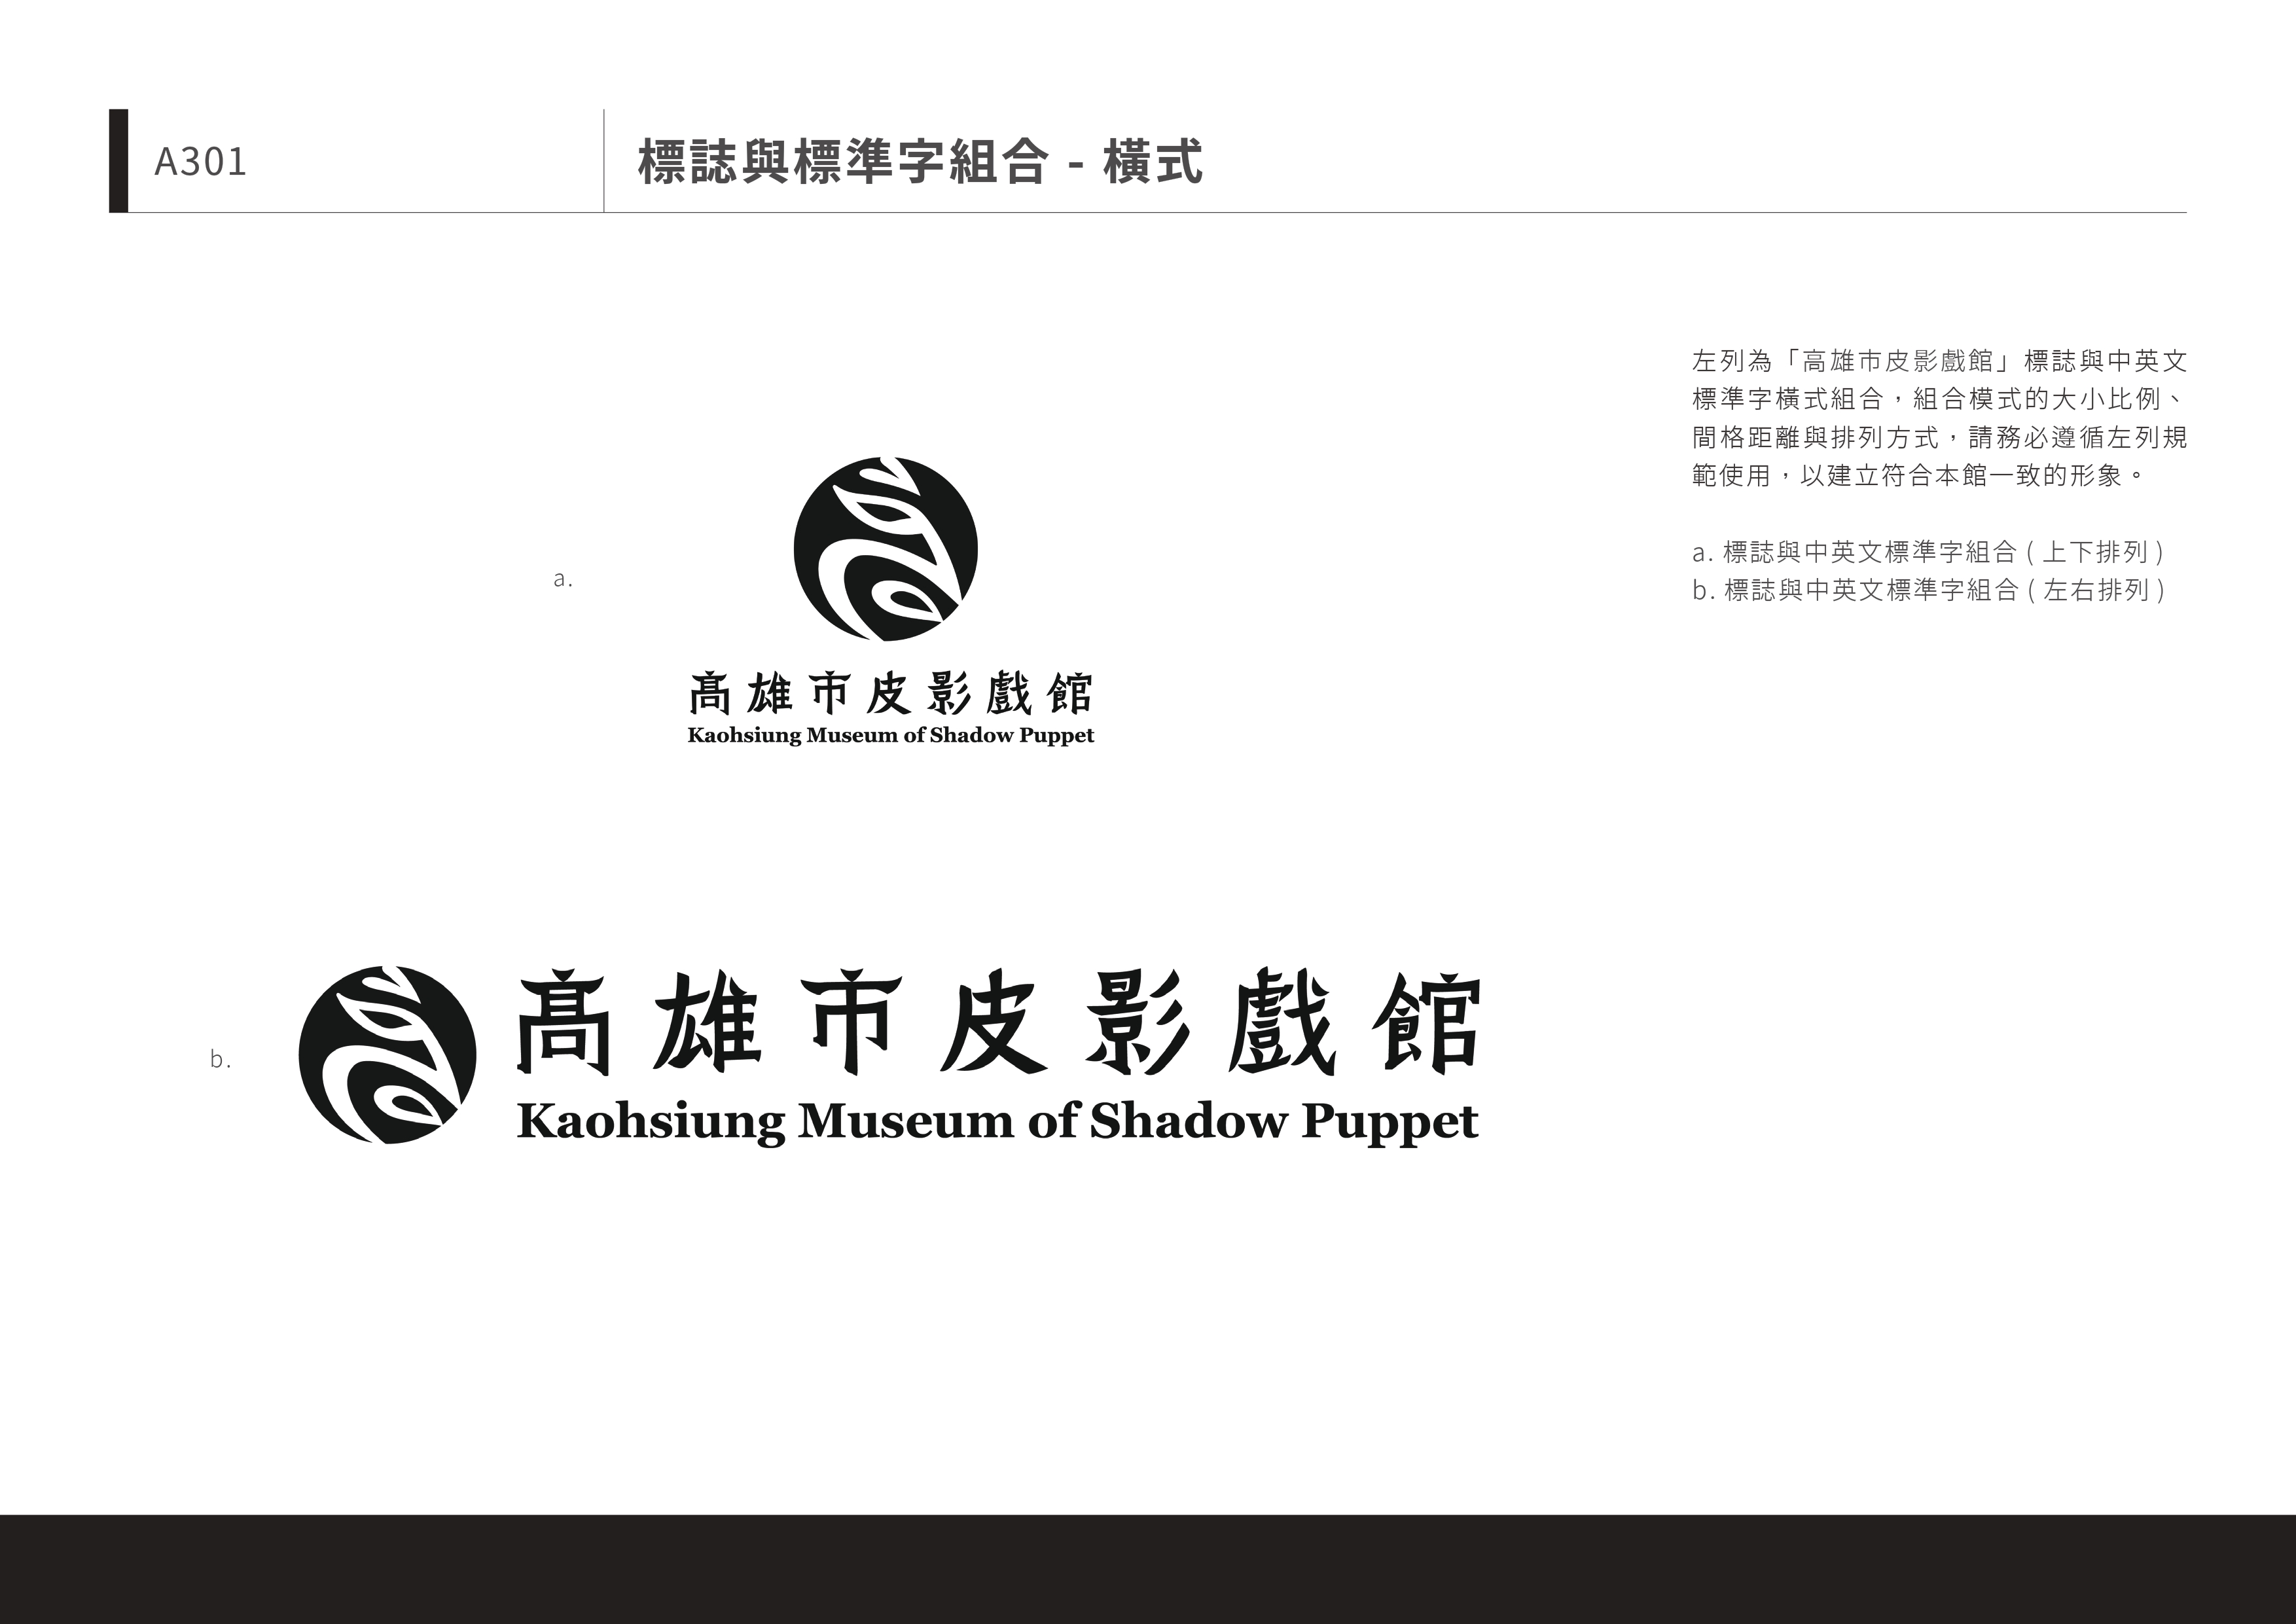 A301
標誌與標準字組合 - 橫式
左列為「高雄市皮影戲館」標誌與中英文
標準字橫式組合，組合模式的大小比例、
間格距離與排列方式，請務必遵循左列規
範使用，以建立符合本館一致的形象。
a. 標誌與中英文標準字組合 ( 上下排列 )
b. 標誌與中英文標準字組合 ( 左右排列 )
a.
高雄市皮影戲館
Kaohsiung Museum of Shadow Puppet
b.
高雄市皮影戲館
Kaohsiung Museum of Shadow Puppet